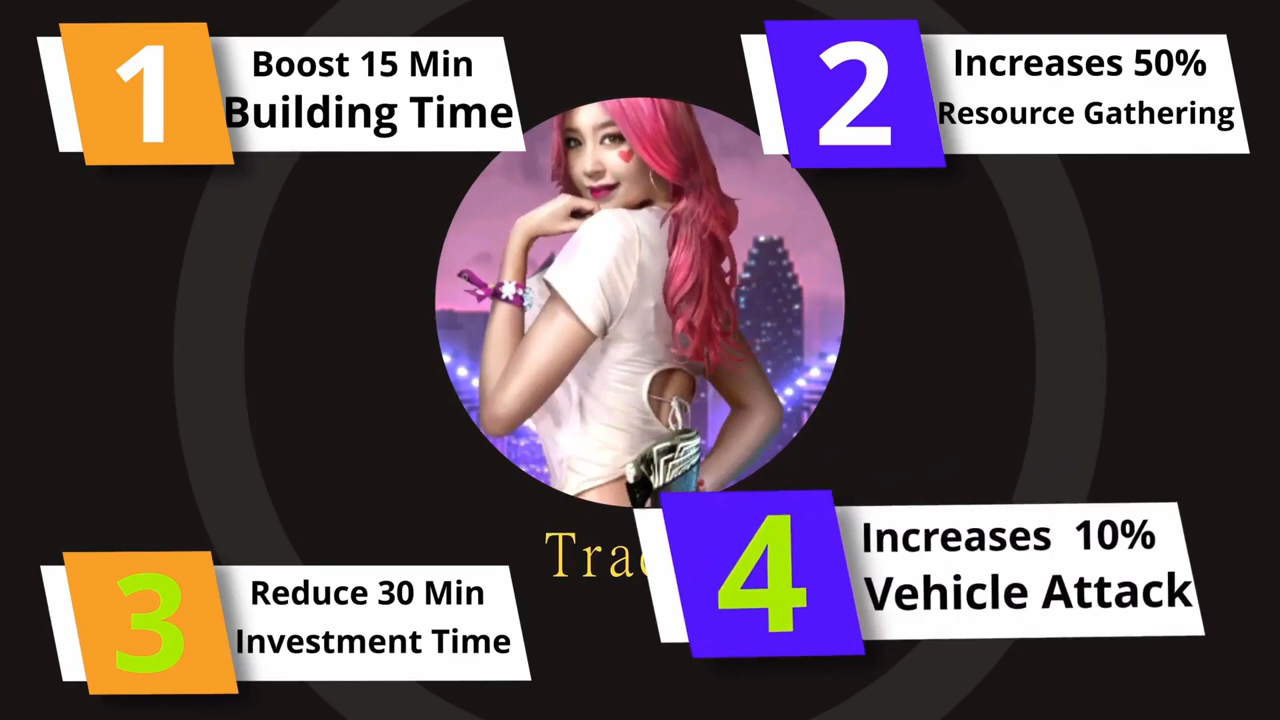 1
Boost 15 Min
Building Time
2
Increases 50%
Resource Gathering
3
Reduce 30 Min
Investment Time
4
Increases 10%
Vehicle Attack